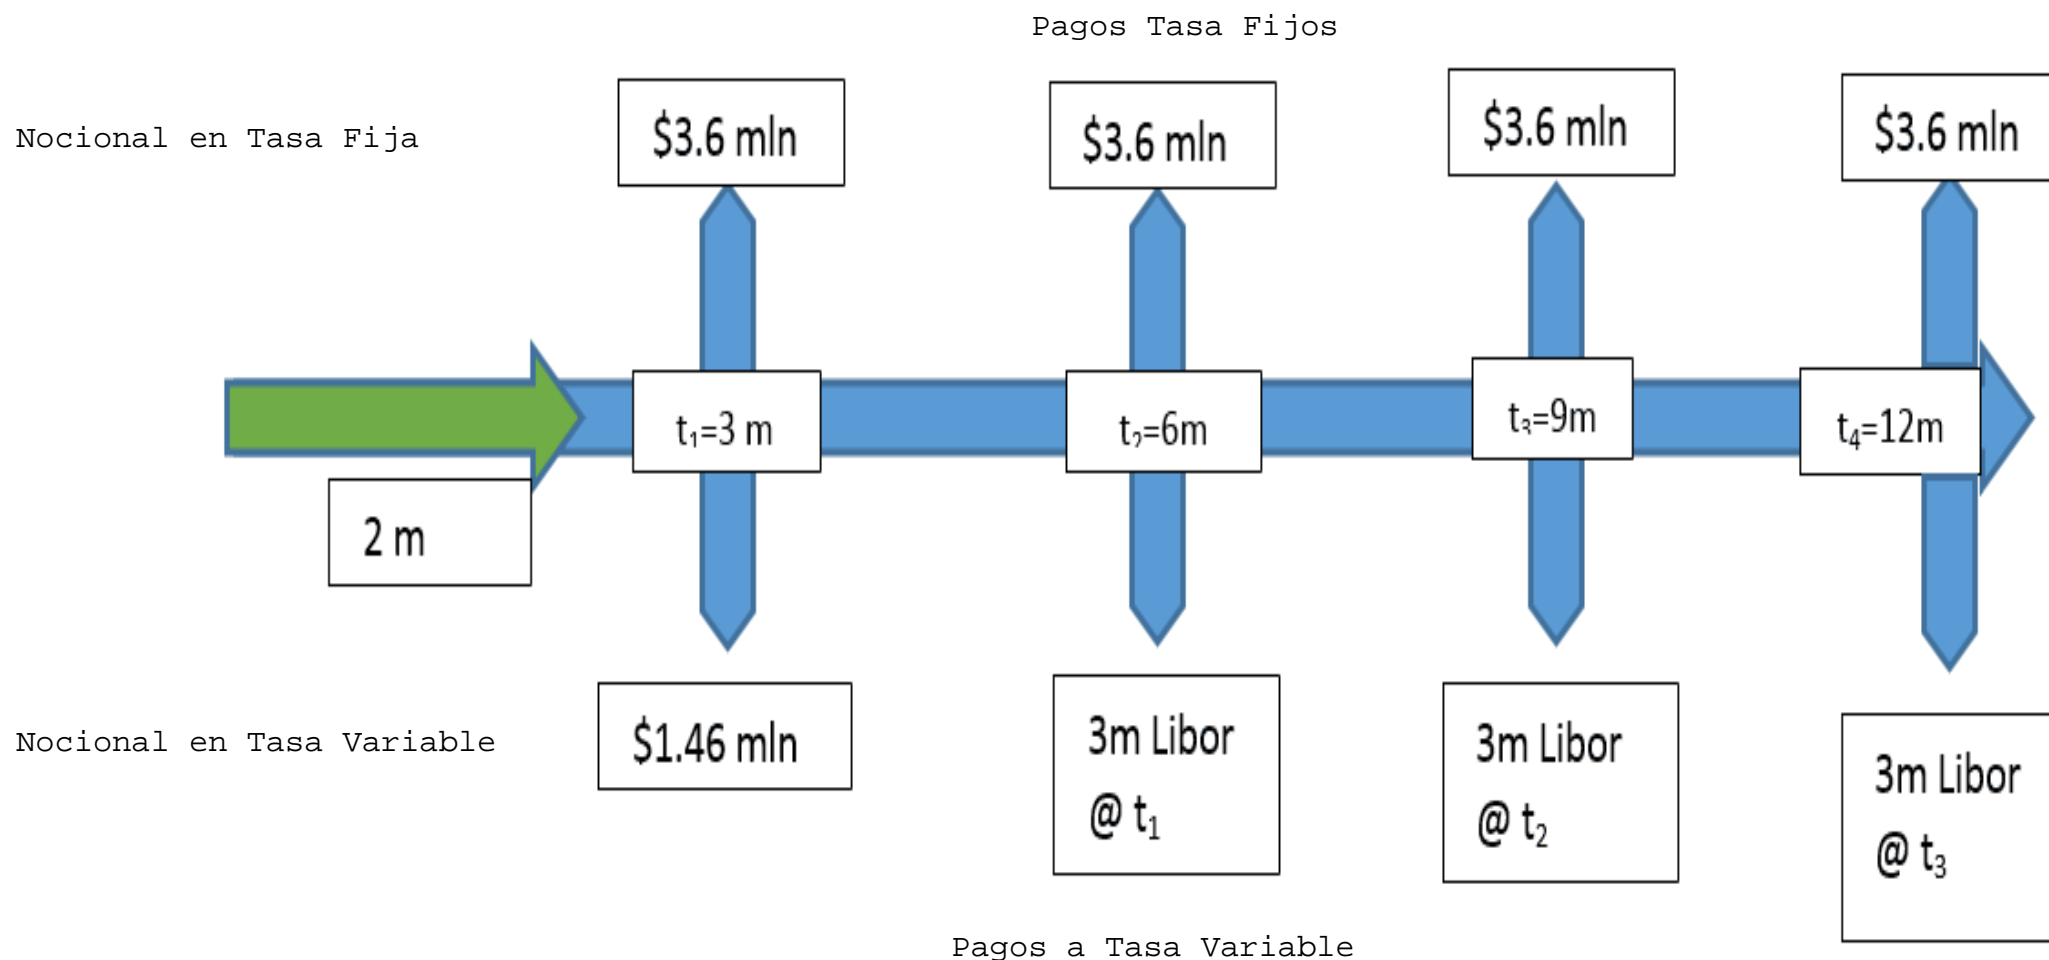 Pagos Tasa Fijos
Nocional en Tasa Fija
$3.6 mln
$3.6 mln
$3.6 mln
$3.6 mln
t₁=3 m
t₂=6m
t₃=9m
t₄=12m
2 m
Nocional en Tasa Variable
$1.46 mln
3m Libor
@ t₁
3m Libor
@ t₂
3m Libor
@ t₃
Pagos a Tasa Variable